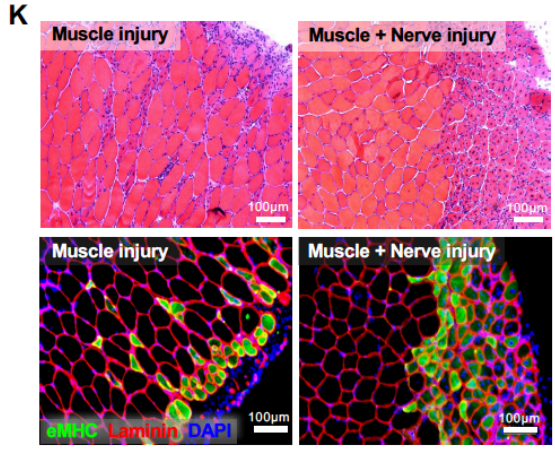 K
Muscle injury
Muscle + Nerve injury
100µm
100µm
Muscle injury
Muscle + Nerve injury
eMHC Laminin DAPI
100µm
100µm